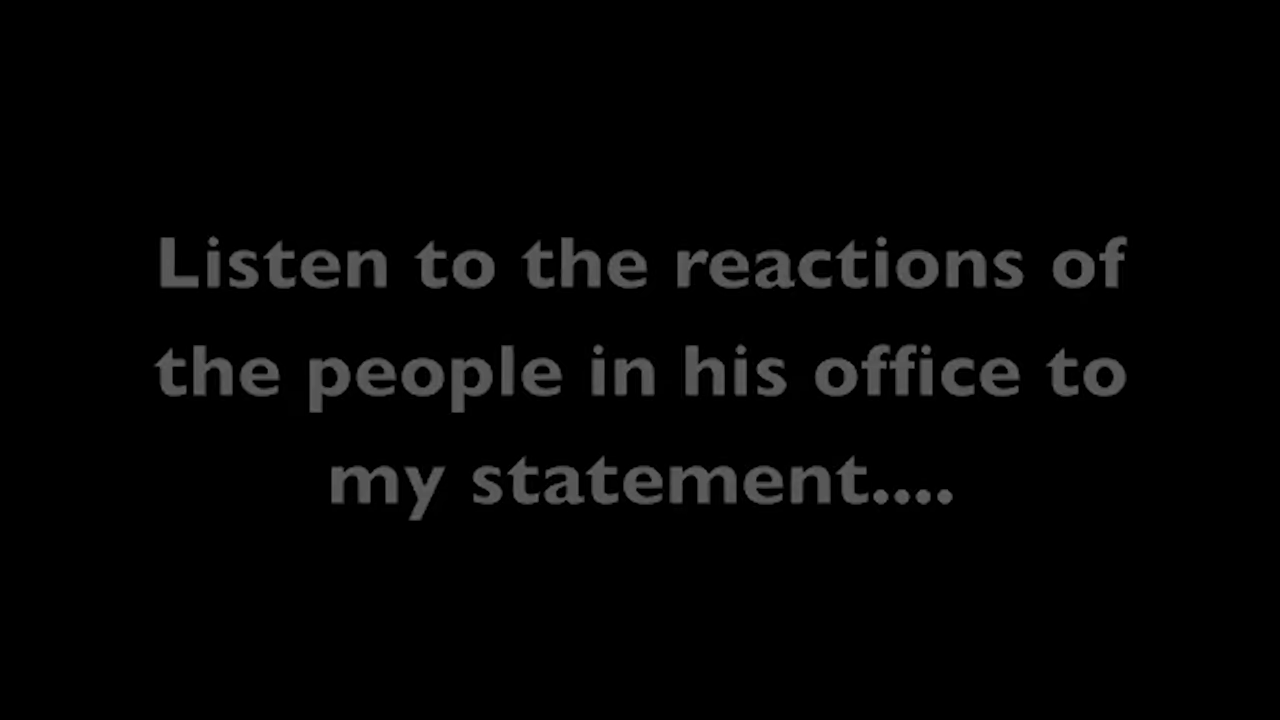 Listen to the reactions of
the people in his office to
my statement....